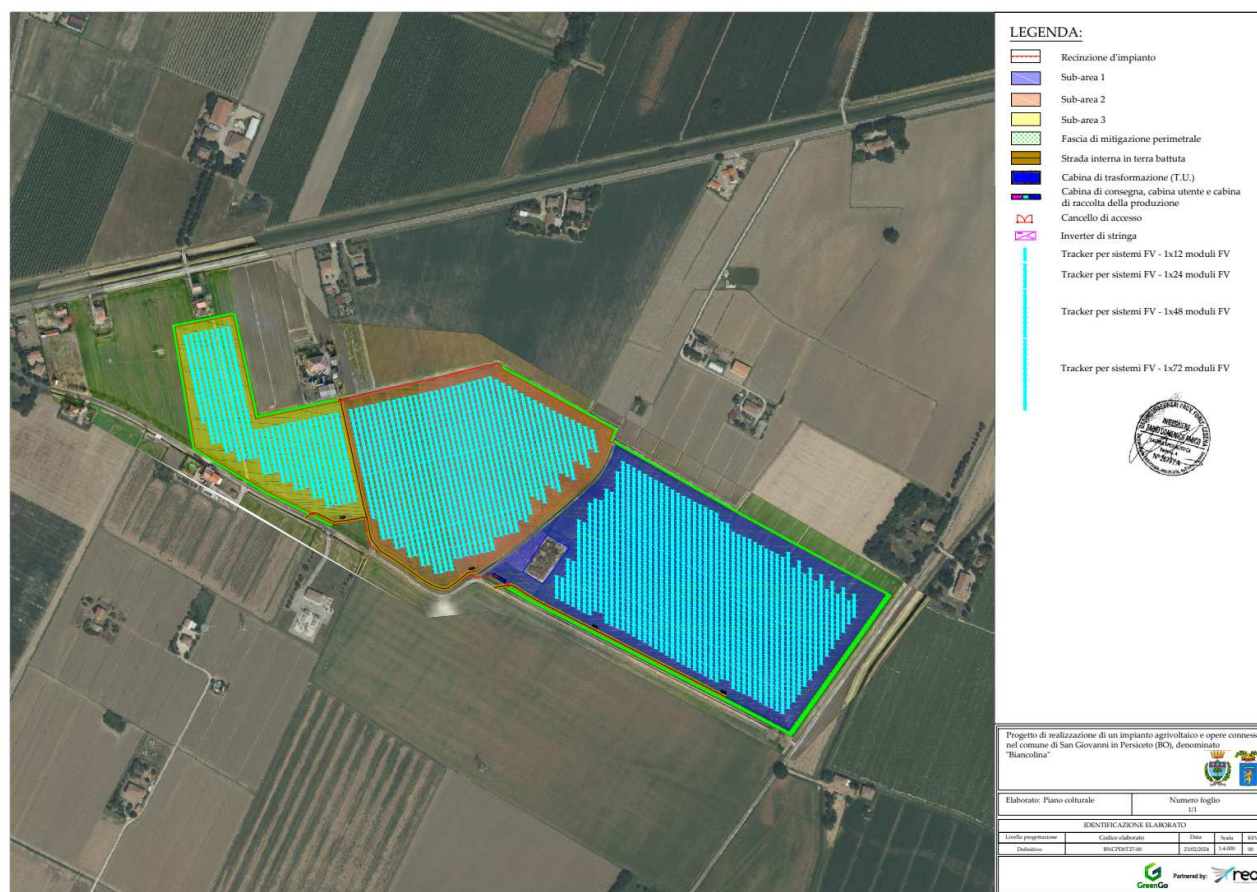 LEGENDA:
Recinzione d'impianto
Sub-area 1
Sub-area 2
Sub-area 3
Fascia di mitigazione perimetrale
Strada interna in terra battuta
Cabina di trasformazione (T.U.)
Cabina di consegna, cabina utente e cabina
di raccolta della produzione
Cancello di accesso
Inverter di stringa
Tracker per sistemi FV - 1x12 moduli FV
Tracker per sistemi FV - 1x24 moduli FV
Tracker per sistemi FV - 1x48 moduli FV
Tracker per sistemi FV - 1x72 moduli FV
Progetto di realizzazione di un impianto agrivoltaico e opere connesse
nel comune di San Giovanni in Persiceto (BO), denominato
"Biancolina"
Elaborato: Piano colturale
Numero foglio
1/1
IDENTIFICAZIONE ELABORATO
Livello progettazione Codice elaborato Data Scala REV
Definitivo BNCPD0T27-00 23/02/2024 1:4.000 00
GreenGo Partnered by: